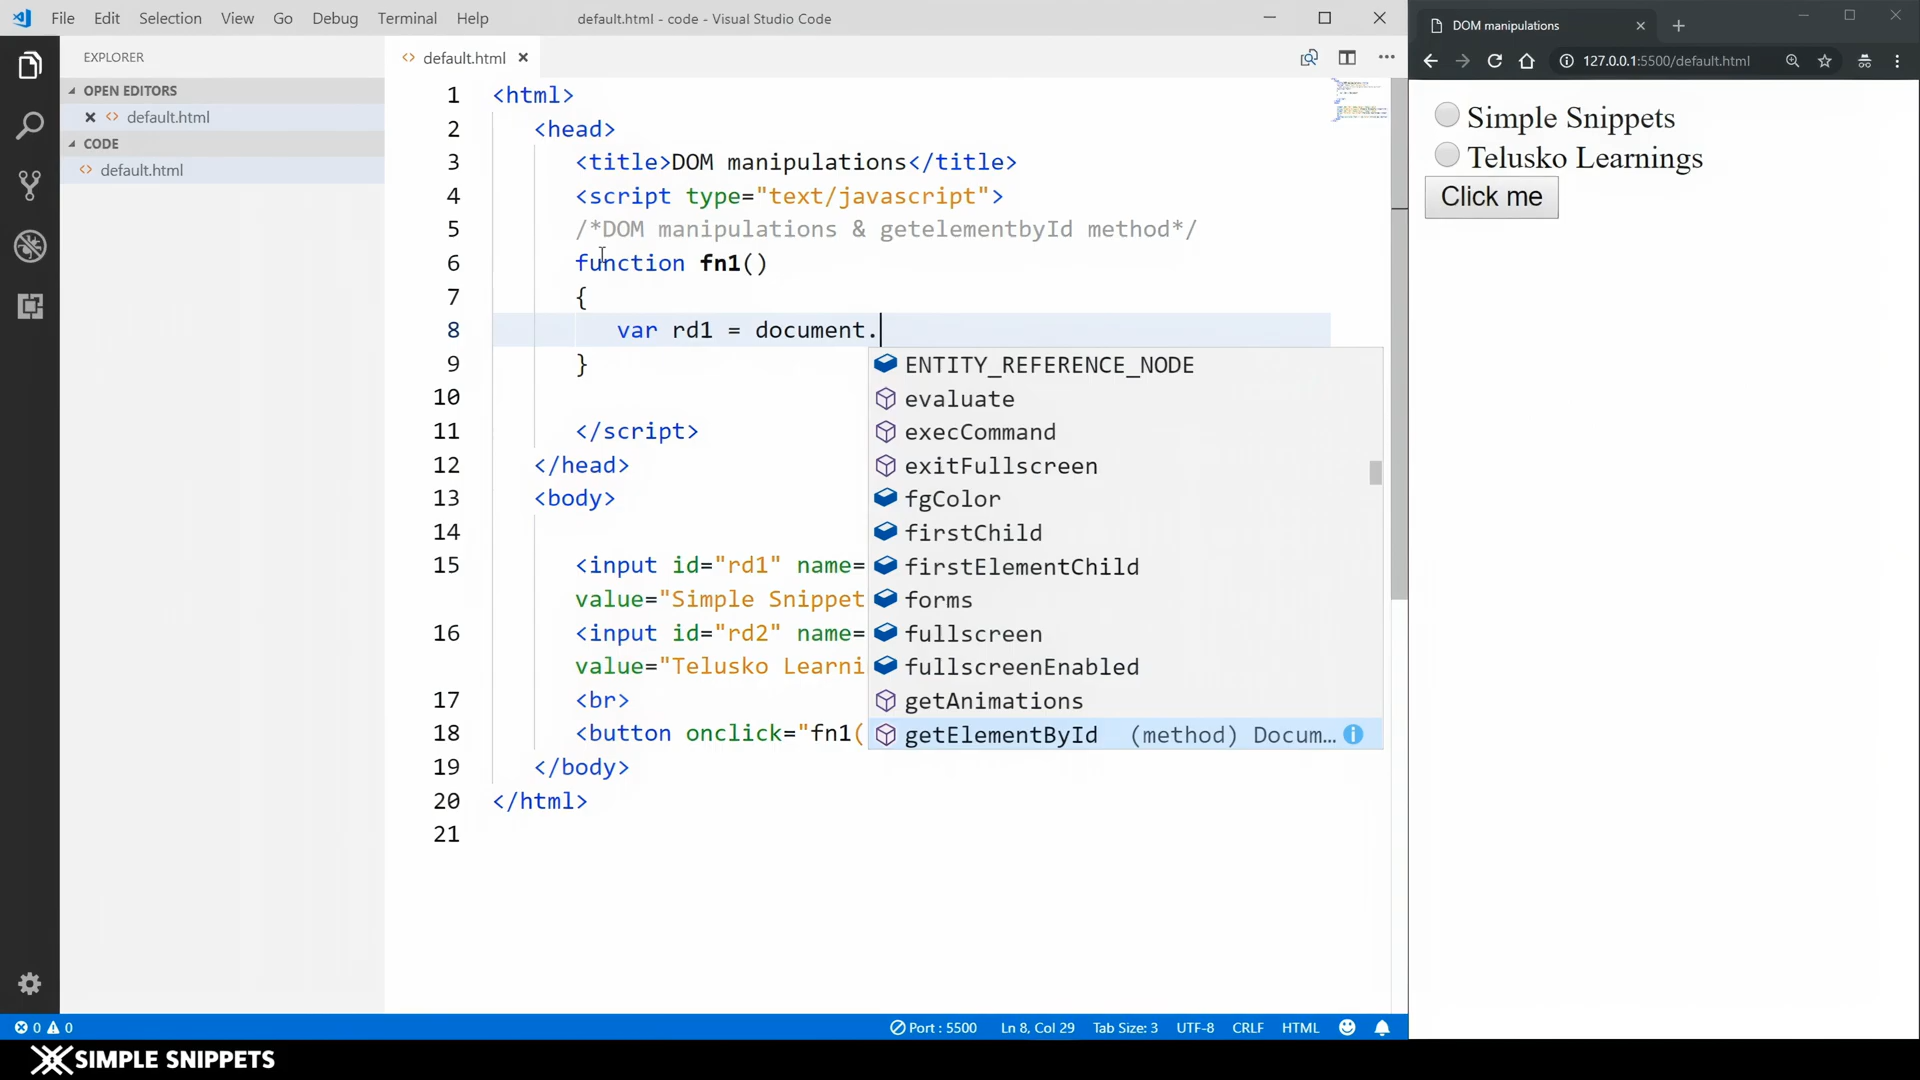 File Edit Selection View Go Debug Terminal Help
default.html - code - Visual Studio Code
EXPLORER
OPEN EDITORS
default.html
CODE
default.html
default.html
1 <html>
2 <head>
3 <title>DOM manipulations</title>
4 <script type="text/javascript">
5 /*DOM manipulations & getelementbyId method*/
6 function fn1()
7 {
8 var rd1 = document.
9 }
10
11 </script>
12 </head>
13 <body>
14
15 <input id="rd1" name=
value="Simple Snippet
16 <input id="rd2" name=
value="Telusko Learni
17 <br>
18 <button onclick="fn1(
19 </body>
20 </html>
21
ENTITY_REFERENCE_NODE
evaluate
execCommand
exitFullscreen
fgColor
firstChild
firstElementChild
forms
fullscreen
fullscreenEnabled
getAnimations
getElementById (method) Docum...
0 0
Port : 5500 Ln 8, Col 29 Tab Size: 3 UTF-8 CRLF HTML
DOM manipulations
127.0.0.1:5500/default.html
Simple Snippets
Telusko Learnings
Click me
SIMPLE SNIPPETS